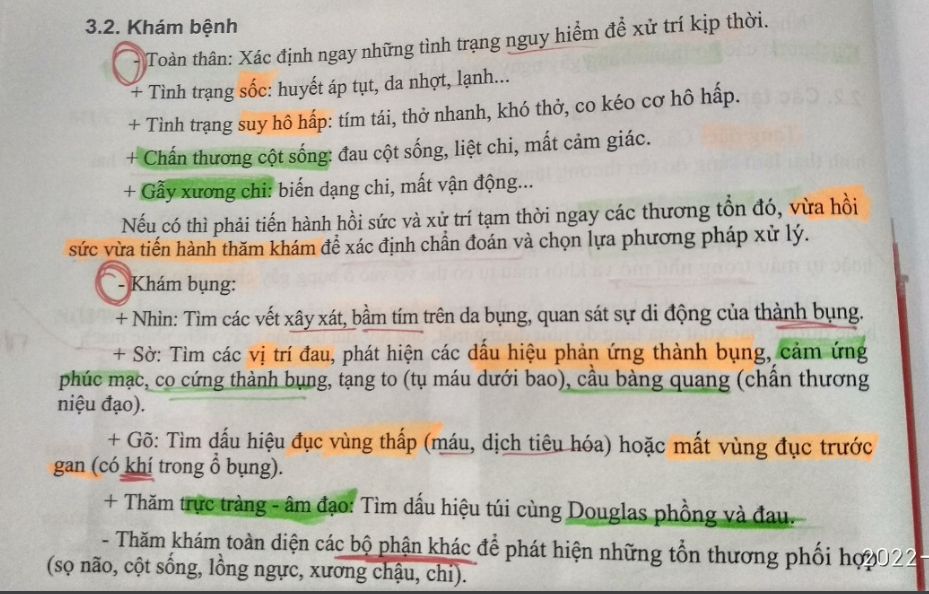 3.2. Khám bệnh
- Toàn thân: Xác định ngay những tình trạng nguy hiểm để xử trí kịp thời.
+ Tình trạng sốc: huyết áp tụt, da nhợt, lạnh...
+ Tình trạng suy hô hấp: tím tái, thở nhanh, khó thở, co kéo cơ hô hấp.
+ Chấn thương cột sống: đau cột sống, liệt chi, mất cảm giác.
+ Gẫy xương chi: biến dạng chi, mất vận động...
Nếu có thì phải tiến hành hồi sức và xử trí tạm thời ngay các thương tổn đó, vừa hồi
sức vừa tiến hành thăm khám để xác định chẩn đoán và chọn lựa phương pháp xử lý.
- Khám bụng:
+ Nhìn: Tìm các vết xây xát, bầm tím trên da bụng, quan sát sự di động của thành bụng.
+ Sờ: Tìm các vị trí đau, phát hiện các dấu hiệu phản ứng thành bụng, cảm ứng
phúc mạc, co cứng thành bụng, tạng to (tụ máu dưới bao), cầu bàng quang (chấn thương
niệu đạo).
+ Gõ: Tìm dấu hiệu đục vùng thấp (máu, dịch tiêu hóa) hoặc mất vùng đục trước
gan (có khí trong ổ bụng).
+ Thăm trực tràng - âm đạo: Tìm dấu hiệu túi cùng Douglas phồng và đau.
- Thăm khám toàn diện các bộ phận khác để phát hiện những tổn thương phối hợp
(sọ não, cột sống, lồng ngực, xương chậu, chi).
2022-